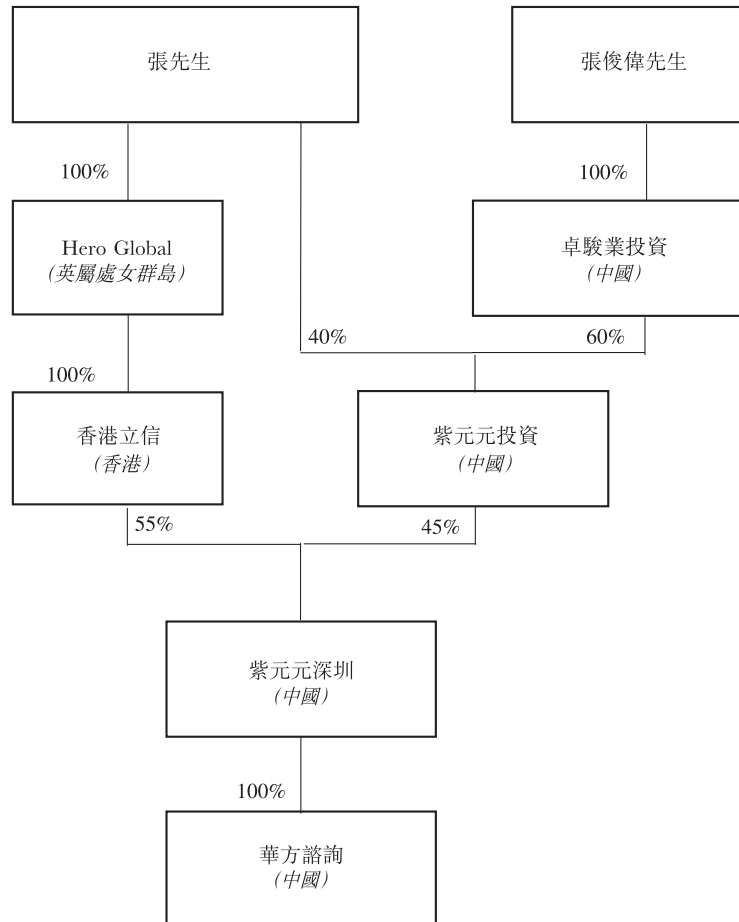 張先生
張俊偉先生
100%
100%
Hero Global
(英屬處女群島)
卓駿業投資
(中國)
40%
60%
100%
香港立信
(香港)
紫元元投資
(中國)
55%
45%
紫元元深圳
(中國)
100%
華方諮詢
(中國)